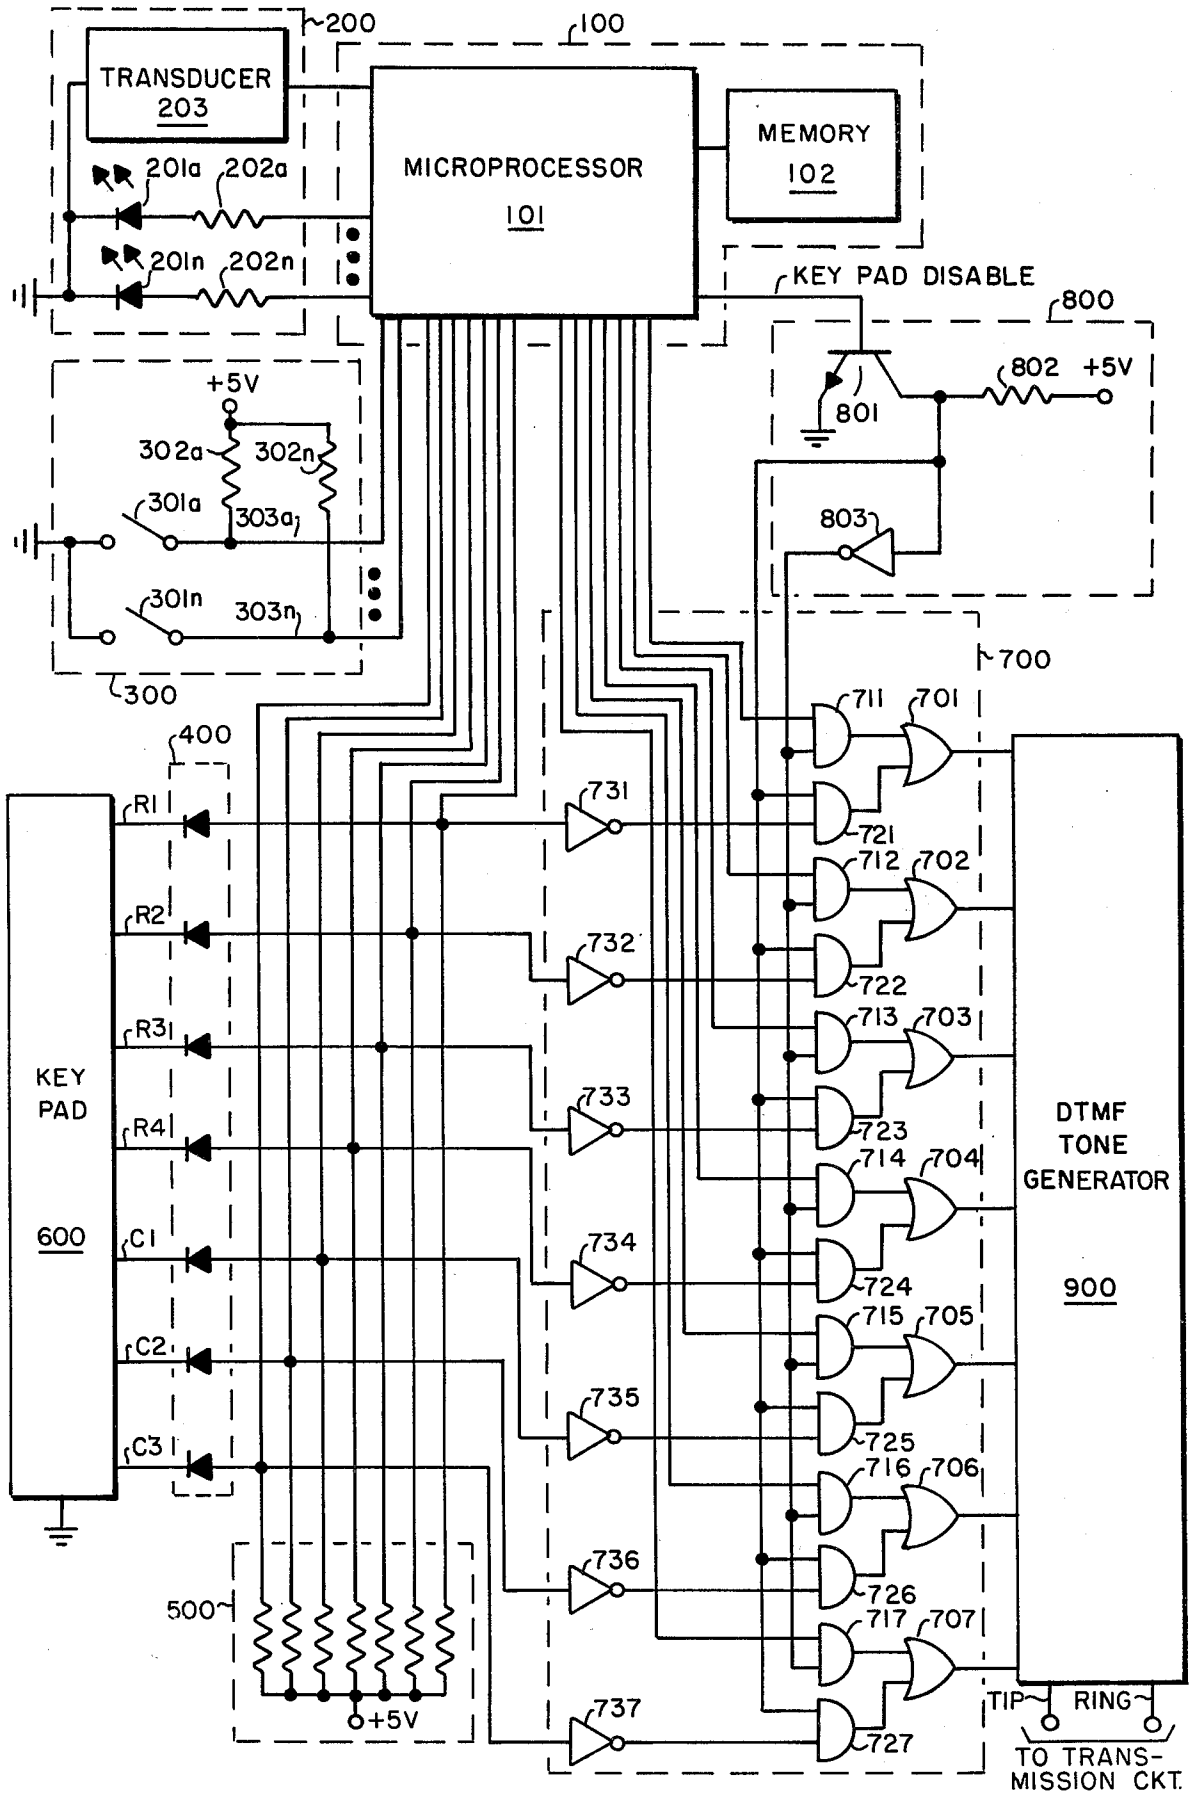 200
100
TRANSDUCER
203
MICROPROCESSOR
101
MEMORY
102
201a
202a
201n
202n
KEY PAD DISABLE
800
+5V
302a
302n
301a
303a
301n
303n
300
801
802
+5V
803
700
400
R1
R2
R3
R4
C1
C2
C3
KEY
PAD
600
500
+5V
731
732
733
734
735
736
737
711
701
721
712
702
722
713
703
723
714
704
724
715
705
725
716
706
726
717
707
727
DTMF
TONE
GENERATOR
900
TIP
RING
TO TRANS-
MISSION CKT.